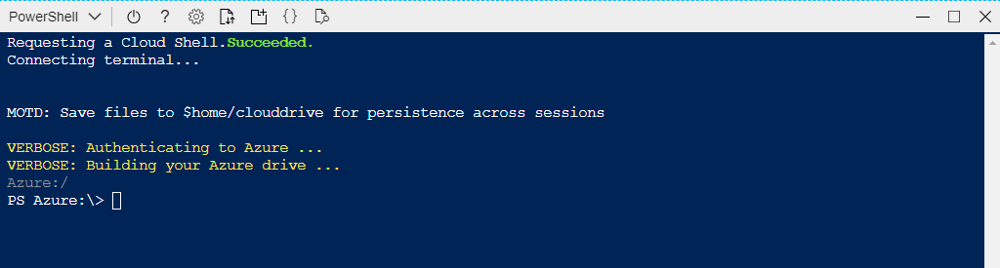 PowerShell
Requesting a Cloud Shell.Succeeded.
Connecting terminal...
MOTD: Save files to $home/clouddrive for persistence across sessions
VERBOSE: Authenticating to Azure ...
VERBOSE: Building your Azure drive ...
Azure:/
PS Azure:\>